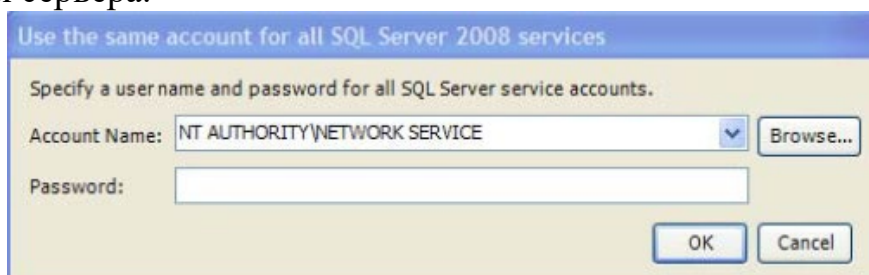 сервера.
Use the same account for all SQL Server 2008 services
Specify a user name and password for all SQL Server service accounts.
Account Name: NT AUTHORITY\NETWORK SERVICE Browse...
Password:
OK Cancel